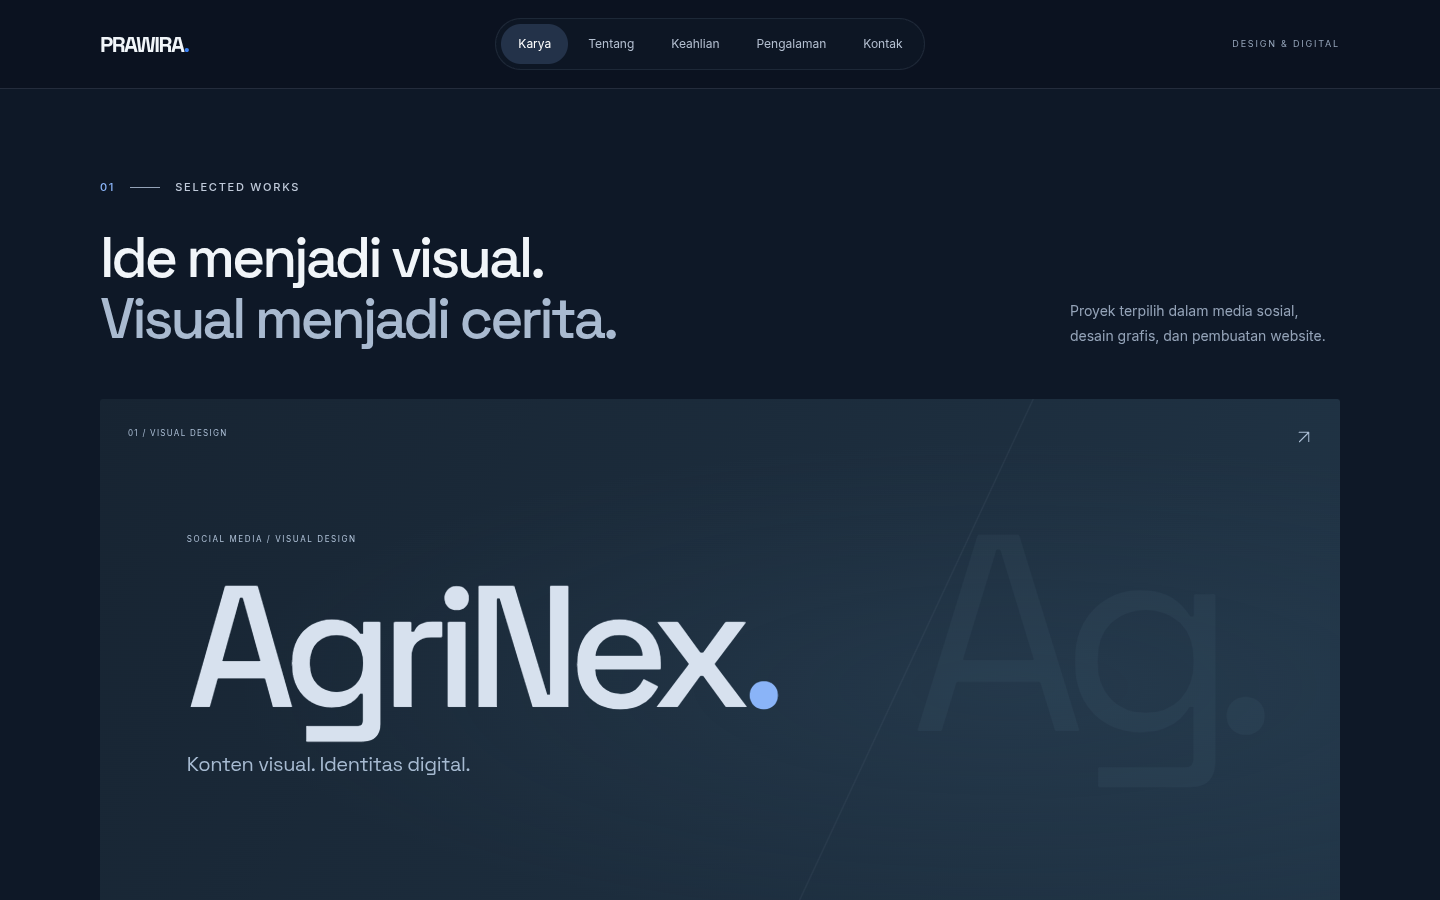 PRAWIRA.
Karya
Tentang
Keahlian
Pengalaman
Kontak
DESIGN & DIGITAL
01
SELECTED WORKS
Ide menjadi visual.
Visual menjadi cerita.
Proyek terpilih dalam media sosial,
desain grafis, dan pembuatan website.
01 / VISUAL DESIGN
SOCIAL MEDIA / VISUAL DESIGN
AgriNex.
Ag.
Konten visual. Identitas digital.